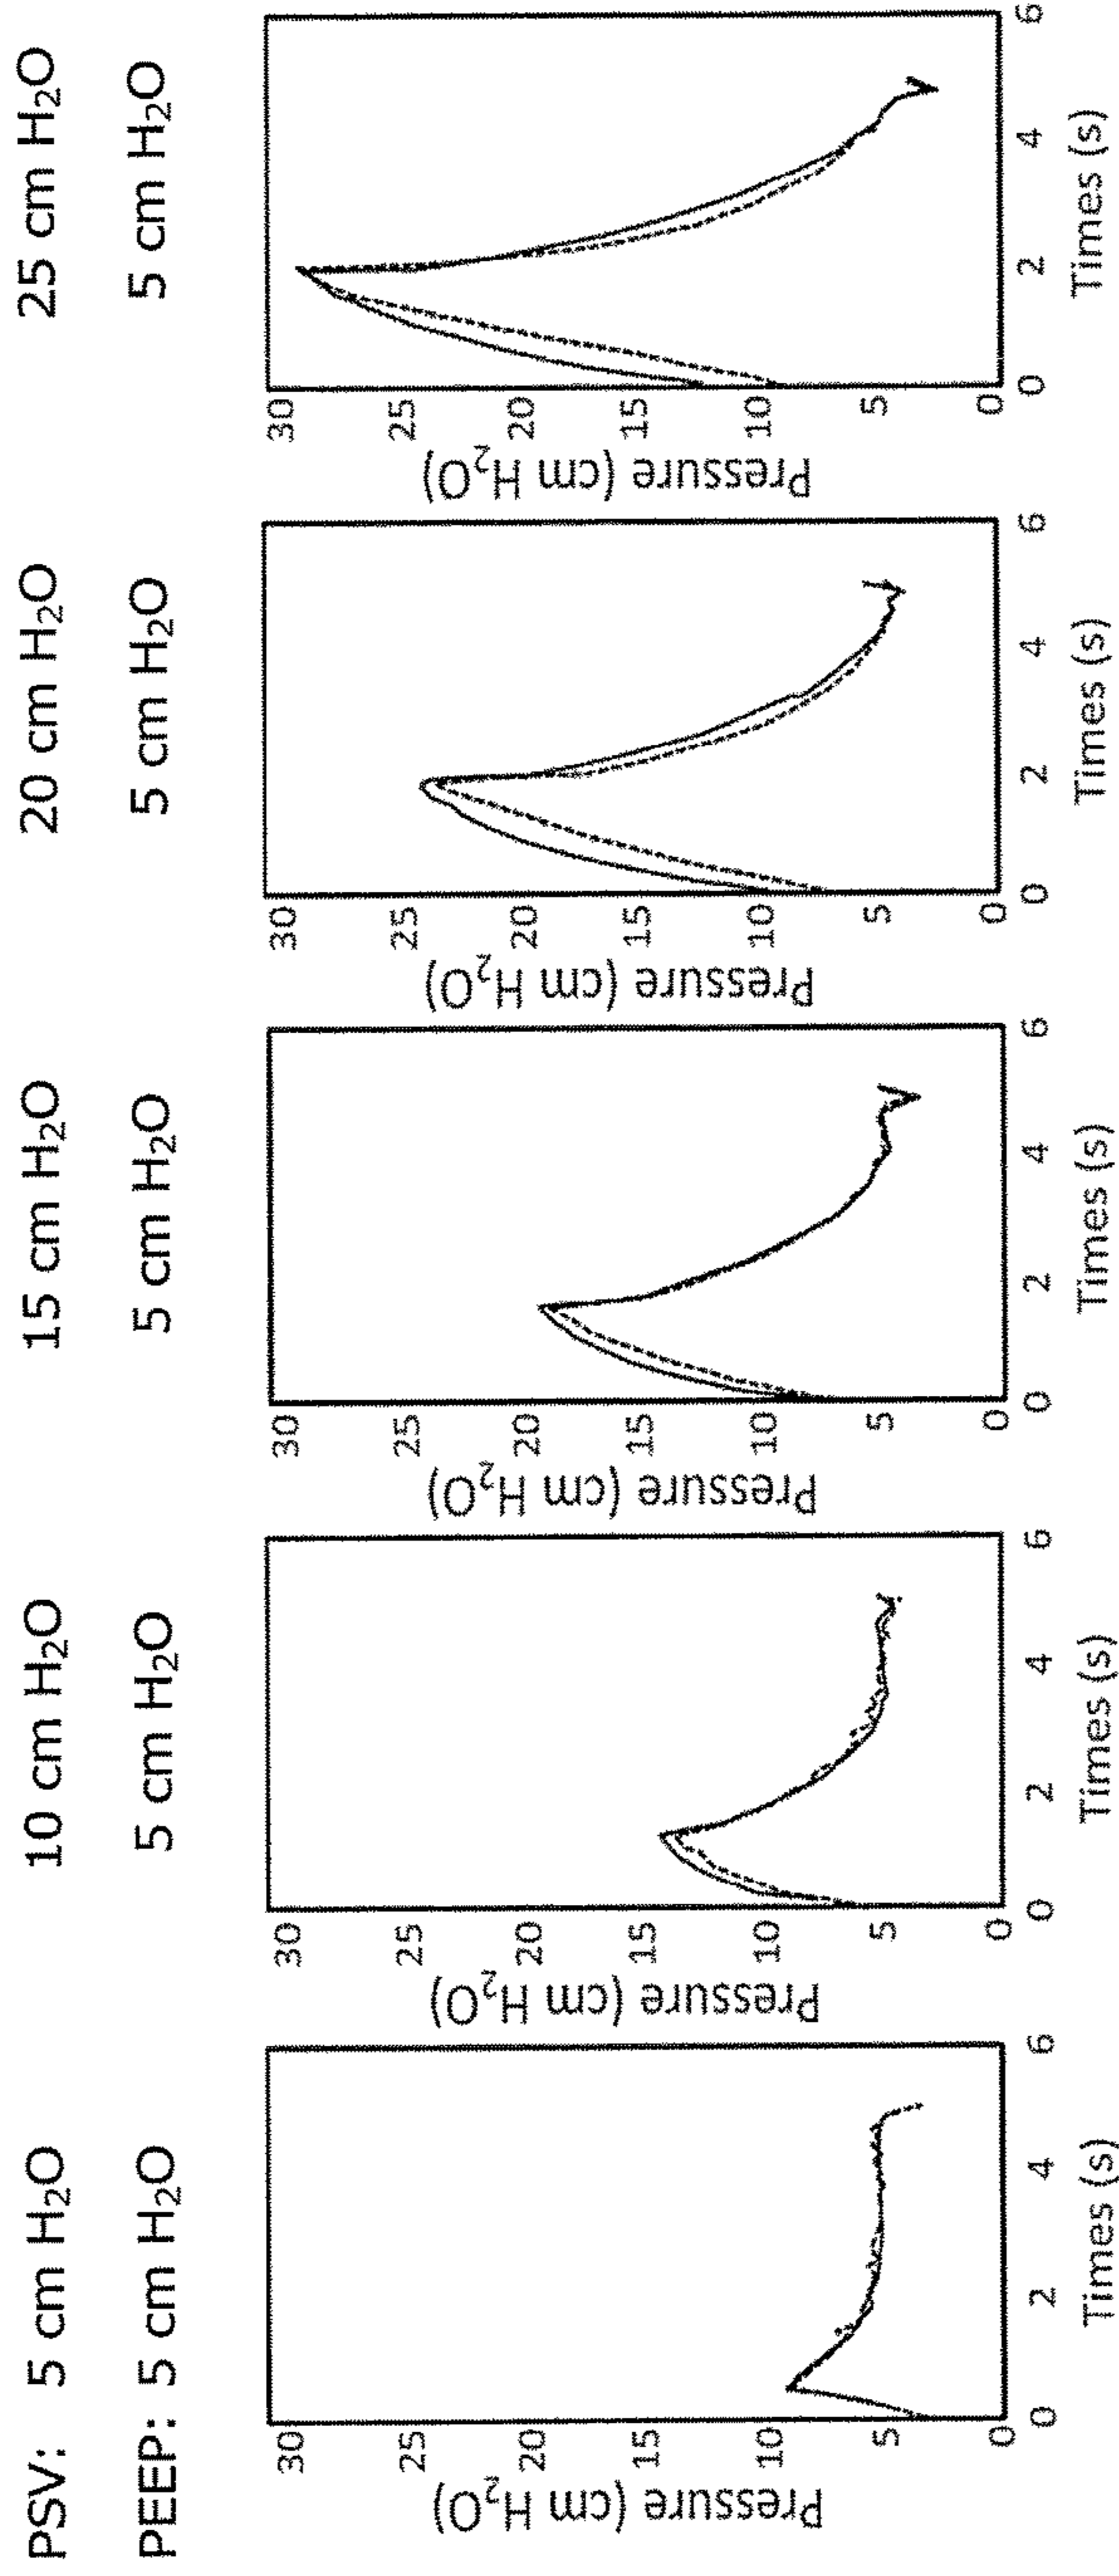 PSV: 5 cm H₂O 10 cm H₂O 15 cm H₂O 20 cm H₂O 25 cm H₂O
PEEP: 5 cm H₂O 5 cm H₂O 5 cm H₂O 5 cm H₂O 5 cm H₂O
Pressure (cm H₂O)
30
20
15
10
5
0
0 2 4 6
Times (s)
Pressure (cm H₂O)
30
25
20
15
10
5
0
0 2 4 6
Times (s)
Pressure (cm H₂O)
30
25
20
15
10
5
0
0 2 4 6
Times (s)
Pressure (cm H₂O)
30
25
20
15
10
5
0
0 2 4 6
Times (s)
Pressure (cm H₂O)
30
25
20
15
10
5
0
0 2 4 6
Times (s)